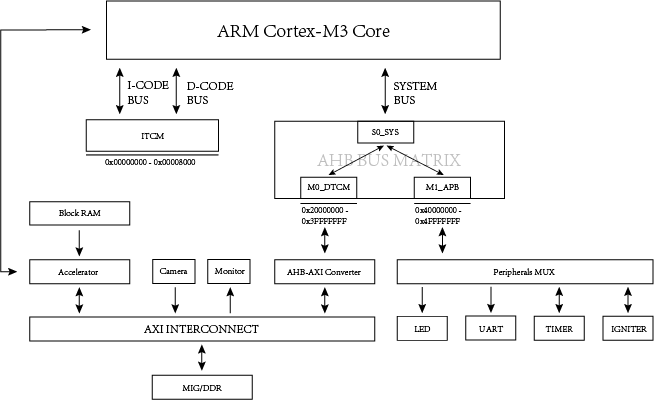 ARM Cortex-M3 Core
I-CODE
BUS
D-CODE
BUS
SYSTEM
BUS
ITCM
0x00000000 - 0x00008000
S0_SYS
AHB BUS MATRIX
M0_DTCM
M1_APB
0x20000000 -
0x3FFFFFFF
0x40000000 -
0x4FFFFFFF
Block RAM
Accelerator
Camera
Monitor
AHB-AXI Converter
Peripherals MUX
AXI INTERCONNECT
LED
UART
TIMER
IGNITER
MIG/DDR